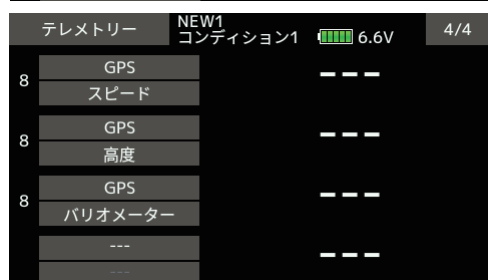 テレメトリー
NEW1
コンディション1 6.6V
4/4
8
GPS
スピード
---
8
GPS
高度
---
8
GPS
バリオメーター
---
---
---
---